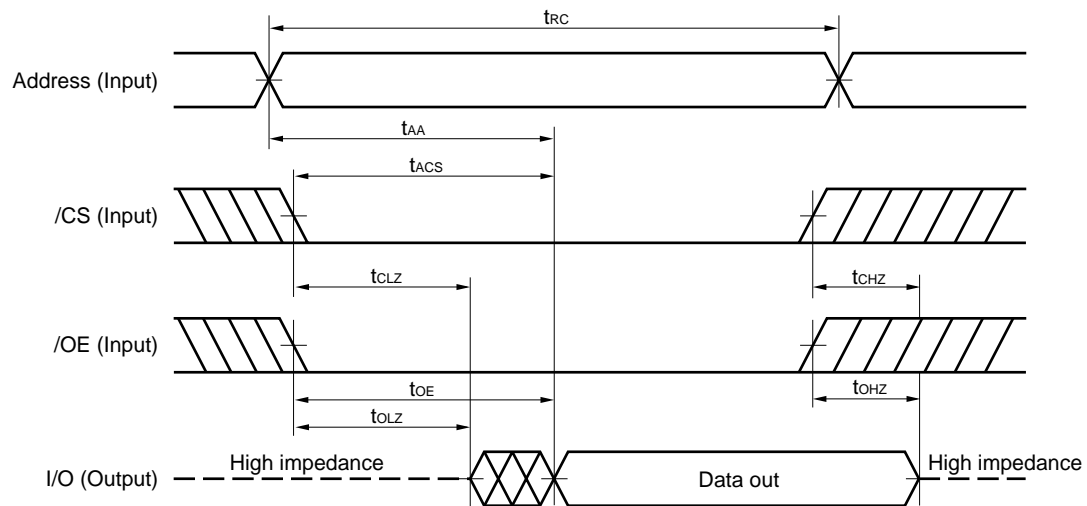 tRC
Address (Input)
tAA
tACS
/CS (Input)
tCLZ
tCHZ
/OE (Input)
tOE
tOHZ
tOLZ
I/O (Output)
High impedance
Data out
High impedance